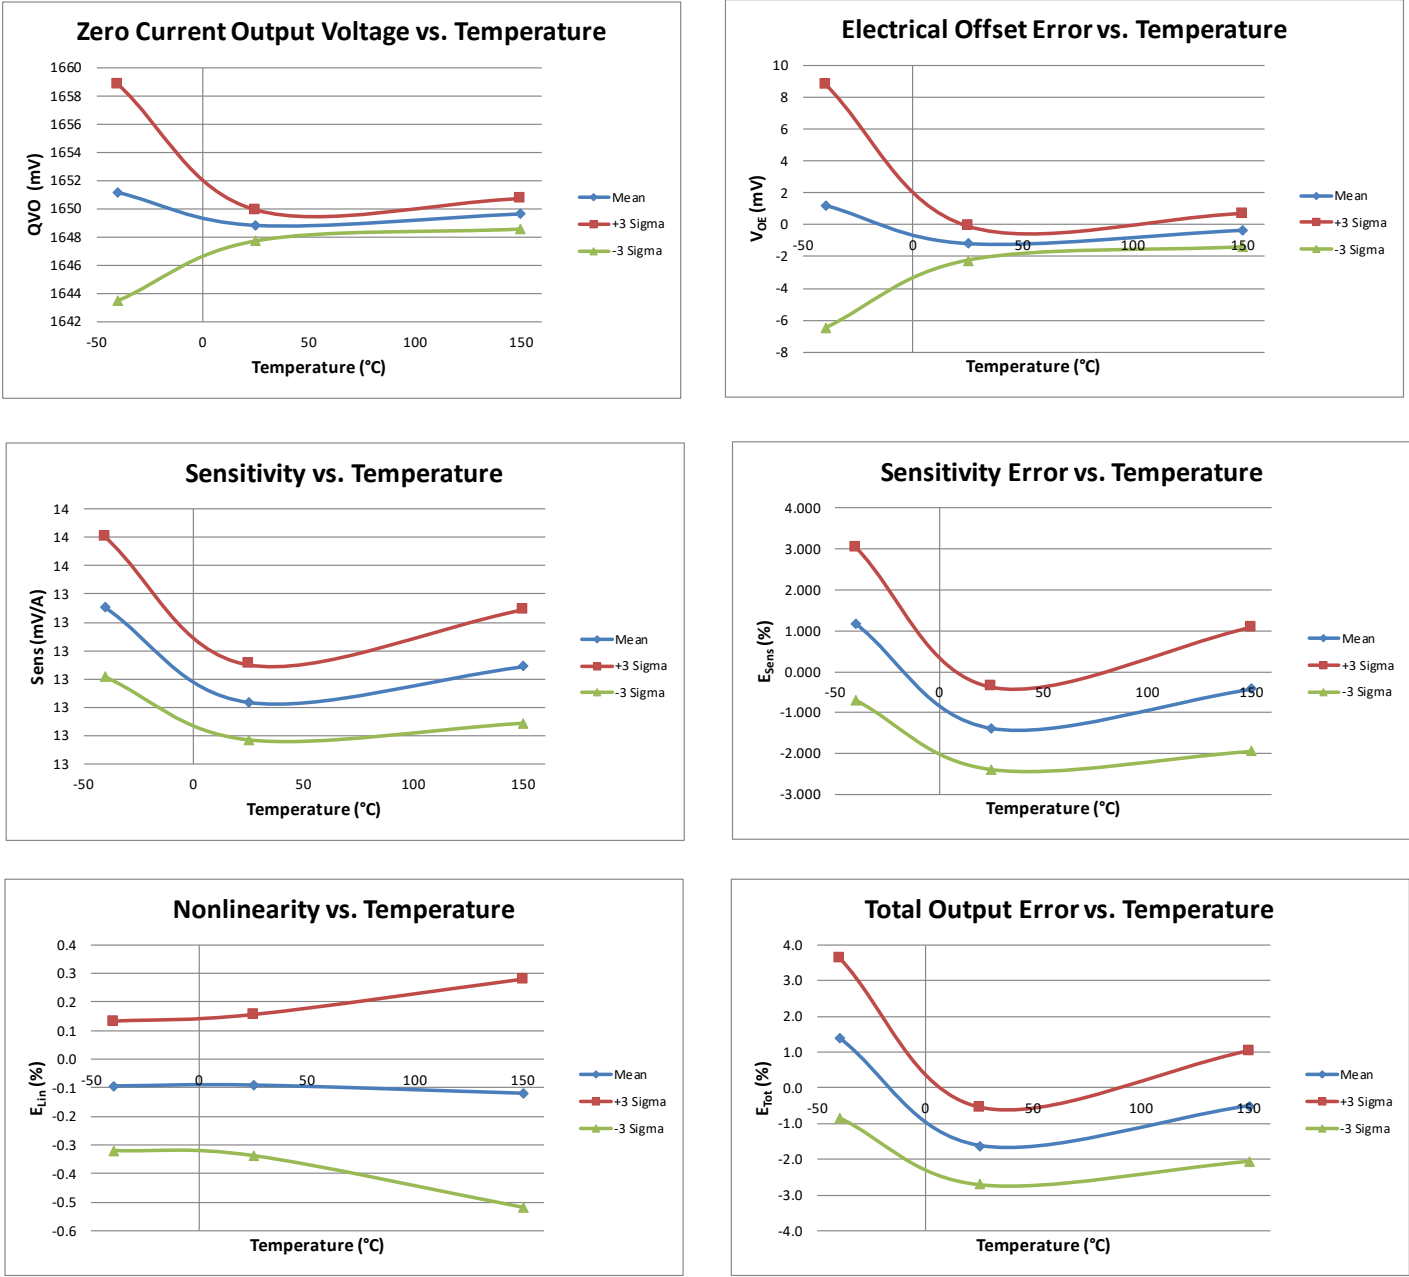 Zero Current Output Voltage vs. Temperature
1660
1658
1656
1654
1652
1650
1648
1646
1644
1642
QVO (mV)
-50
0
50
100
150
Temperature (°C)
Mean
+3 Sigma
-3 Sigma
Electrical Offset Error vs. Temperature
10
8
6
4
2
0
-2
-4
-6
-8
VOE (mV)
-50
0
50
100
150
Temperature (°C)
Mean
+3 Sigma
-3 Sigma
Sensitivity vs. Temperature
14
14
14
13
13
13
13
13
13
13
Sens (mV/A)
-50
0
50
100
150
Temperature (°C)
Mean
+3 Sigma
-3 Sigma
Sensitivity Error vs. Temperature
4.000
3.000
2.000
1.000
0.000
-1.000
-2.000
-3.000
ESens (%)
-50
0
50
100
150
Temperature (°C)
Mean
+3 Sigma
-3 Sigma
Nonlinearity vs. Temperature
0.4
0.3
0.2
0.1
0.0
-0.1
-0.2
-0.3
-0.4
-0.5
-0.6
ELin (%)
-50
0
50
100
150
Temperature (°C)
Mean
+3 Sigma
-3 Sigma
Total Output Error vs. Temperature
4.0
3.0
2.0
1.0
0.0
-1.0
-2.0
-3.0
-4.0
ETot (%)
-50
0
50
100
150
Temperature (°C)
Mean
+3 Sigma
-3 Sigma